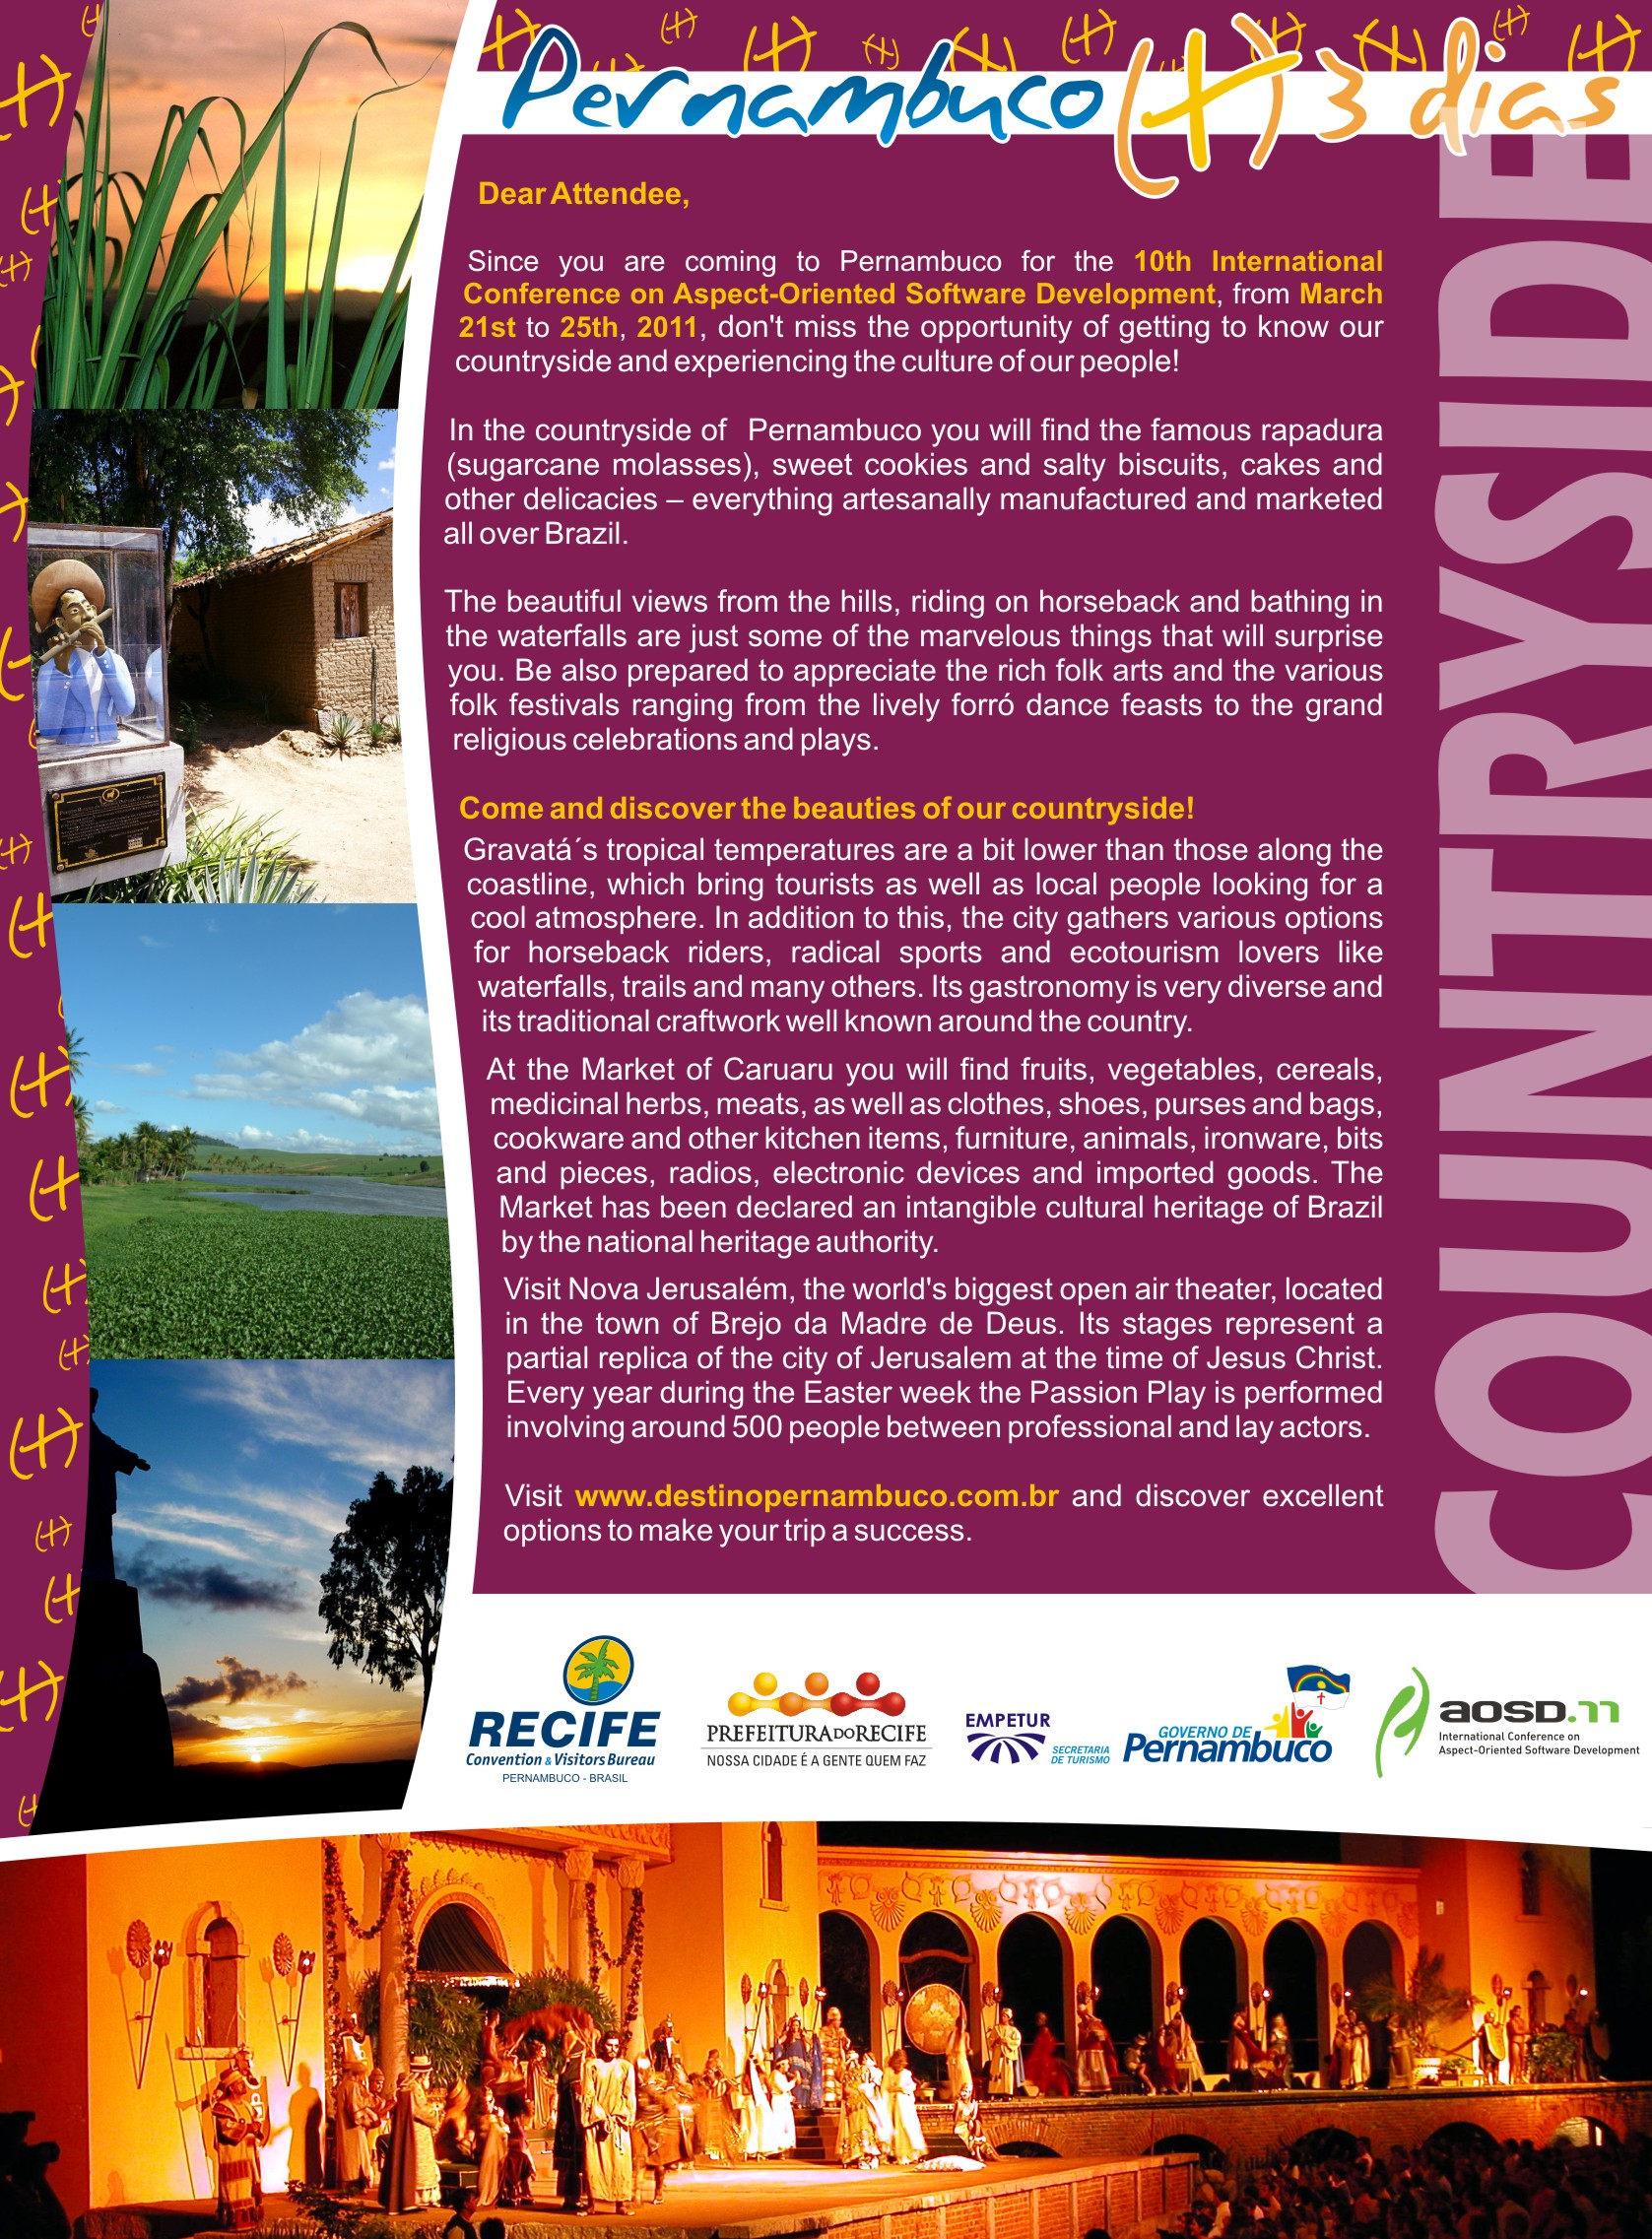 Pernambuco (+) 3 dias
Dear Attendee,
Since you are coming to Pernambuco for the 10th International
Conference on Aspect-Oriented Software Development, from March
21st to 25th, 2011, don't miss the opportunity of getting to know our
countryside and experiencing the culture of our people!
In the countryside of Pernambuco you will find the famous rapadura
(sugarcane molasses), sweet cookies and salty biscuits, cakes and
other delicacies – everything artesanally manufactured and marketed
all over Brazil.
The beautiful views from the hills, riding on horseback and bathing in
the waterfalls are just some of the marvelous things that will surprise
you. Be also prepared to appreciate the rich folk arts and the various
folk festivals ranging from the lively forró dance feasts to the grand
religious celebrations and plays.
Come and discover the beauties of our countryside!
Gravatá´s tropical temperatures are a bit lower than those along the
coastline, which bring tourists as well as local people looking for a
cool atmosphere. In addition to this, the city gathers various options
for horseback riders, radical sports and ecotourism lovers like
waterfalls, trails and many others. Its gastronomy is very diverse and
its traditional craftwork well known around the country.
At the Market of Caruaru you will find fruits, vegetables, cereals,
medicinal herbs, meats, as well as clothes, shoes, purses and bags,
cookware and other kitchen items, furniture, animals, ironware, bits
and pieces, radios, electronic devices and imported goods. The
Market has been declared an intangible cultural heritage of Brazil
by the national heritage authority.
Visit Nova Jerusalém, the world's biggest open air theater, located
in the town of Brejo da Madre de Deus. Its stages represent a
partial replica of the city of Jerusalem at the time of Jesus Christ.
Every year during the Easter week the Passion Play is performed
involving around 500 people between professional and lay actors.
Visit www.destinopernambuco.com.br and discover excellent
options to make your trip a success.
COUNTRYSIDE
RECIFE
Convention & Visitors Bureau
PERNAMBUCO - BRASIL
PREFEITURA DO RECIFE
NOSSA CIDADE É A GENTE QUEM FAZ
EMPETUR
SECRETARIA
DE TURISMO
GOVERNO DE
Pernambuco
AOSD.11
International Conference on
Aspect-Oriented Software Development